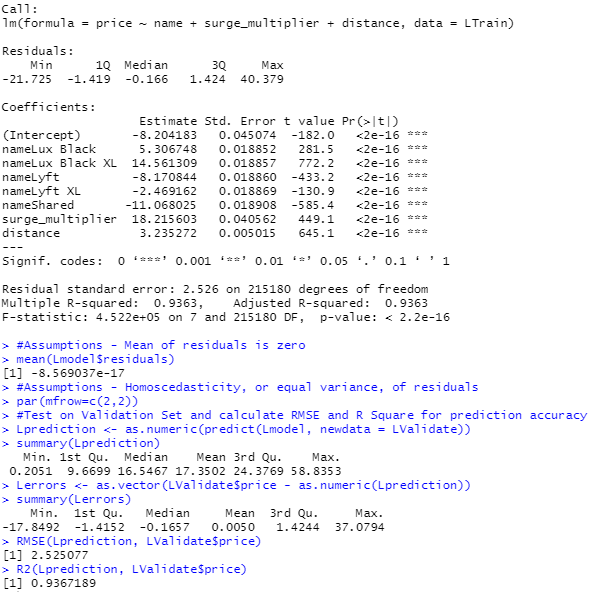 Call:
lm(formula = price ~ name + surge_multiplier + distance, data = LTrain)

Residuals:
    Min      1Q  Median      3Q     Max
-21.725  -1.419  -0.166   1.424  40.379

Coefficients:
                    Estimate Std. Error t value Pr(>|t|)
(Intercept)        -8.204183   0.045074  -182.0   <2e-16 ***
nameLux Black       5.306748   0.018852   281.5   <2e-16 ***
nameLux Black XL   14.561309   0.018857   772.2   <2e-16 ***
nameLyft           -8.170844   0.018860  -433.2   <2e-16 ***
nameLyft XL        -2.469162   0.018869  -130.9   <2e-16 ***
nameShared        -11.068025   0.018908  -585.4   <2e-16 ***
surge_multiplier   18.215603   0.040562   449.1   <2e-16 ***
distance            3.235272   0.005015   645.1   <2e-16 ***
---
Signif. codes:  0 ‘***’ 0.001 ‘**’ 0.01 ‘*’ 0.05 ‘.’ 0.1 ‘ ’ 1

Residual standard error: 2.526 on 215180 degrees of freedom
Multiple R-squared:  0.9363,	Adjusted R-squared:  0.9363
F-statistic: 4.522e+05 on 7 and 215180 DF,  p-value: < 2.2e-16

> #Assumptions - Mean of residuals is zero
> mean(Lmodel$residuals)
[1] -8.569037e-17
> #Assumptions - Homoscedasticity, or equal variance, of residuals
> par(mfrow=c(2,2))
> #Test on Validation Set and calculate RMSE and R Square for prediction accuracy
> Lprediction <- as.numeric(predict(Lmodel, newdata = LValidate))
> summary(Lprediction)
   Min. 1st Qu.  Median    Mean 3rd Qu.    Max.
 0.2051  9.6699 16.5467 17.3502 24.3769 58.8353
> Lerrors <- as.vector(LValidate$price - as.numeric(Lprediction))
> summary(Lerrors)
    Min.  1st Qu.   Median     Mean  3rd Qu.     Max.
-17.8492  -1.4152  -0.1657   0.0050   1.4244  37.0794
> RMSE(Lprediction, LValidate$price)
[1] 2.525077
> R2(Lprediction, LValidate$price)
[1] 0.9367189